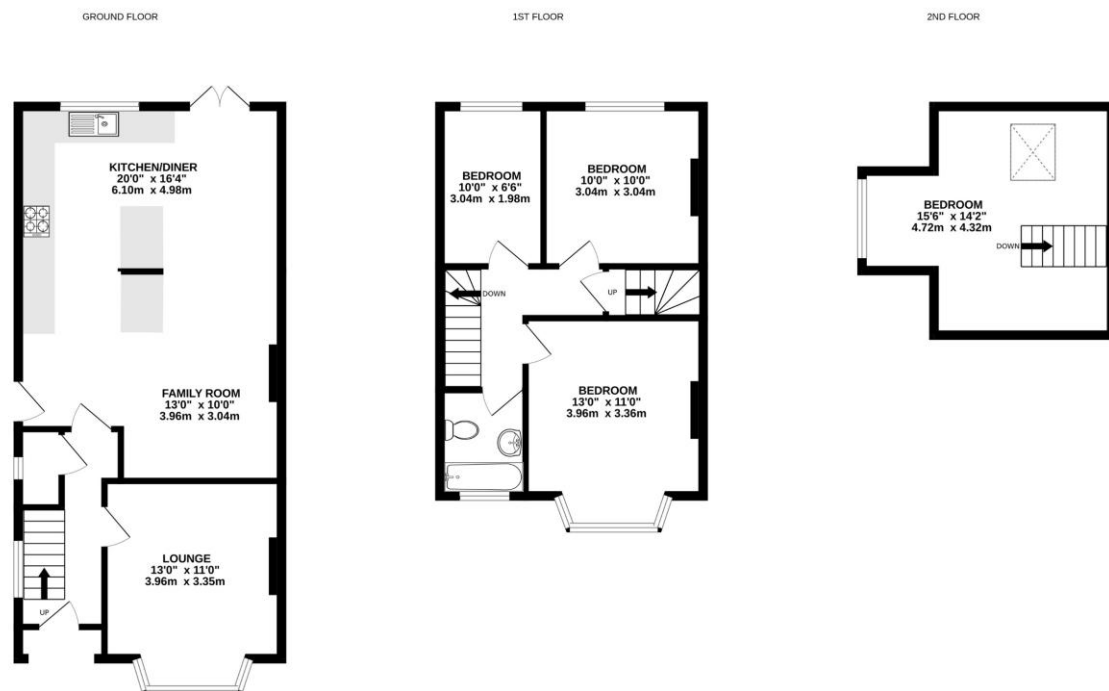 GROUND FLOOR
KITCHEN/DINER
20'0" x 16'4"
6.10m x 4.98m
FAMILY ROOM
13'0" x 10'0"
3.96m x 3.04m
LOUNGE
13'0" x 11'0"
3.96m x 3.35m
UP
1ST FLOOR
BEDROOM
10'0" x 6'6"
3.04m x 1.98m
BEDROOM
10'0" x 10'0"
3.04m x 3.04m
DOWN
UP
BEDROOM
13'0" x 11'0"
3.96m x 3.36m
2ND FLOOR
BEDROOM
15'6" x 14'2"
4.72m x 4.32m
DOWN